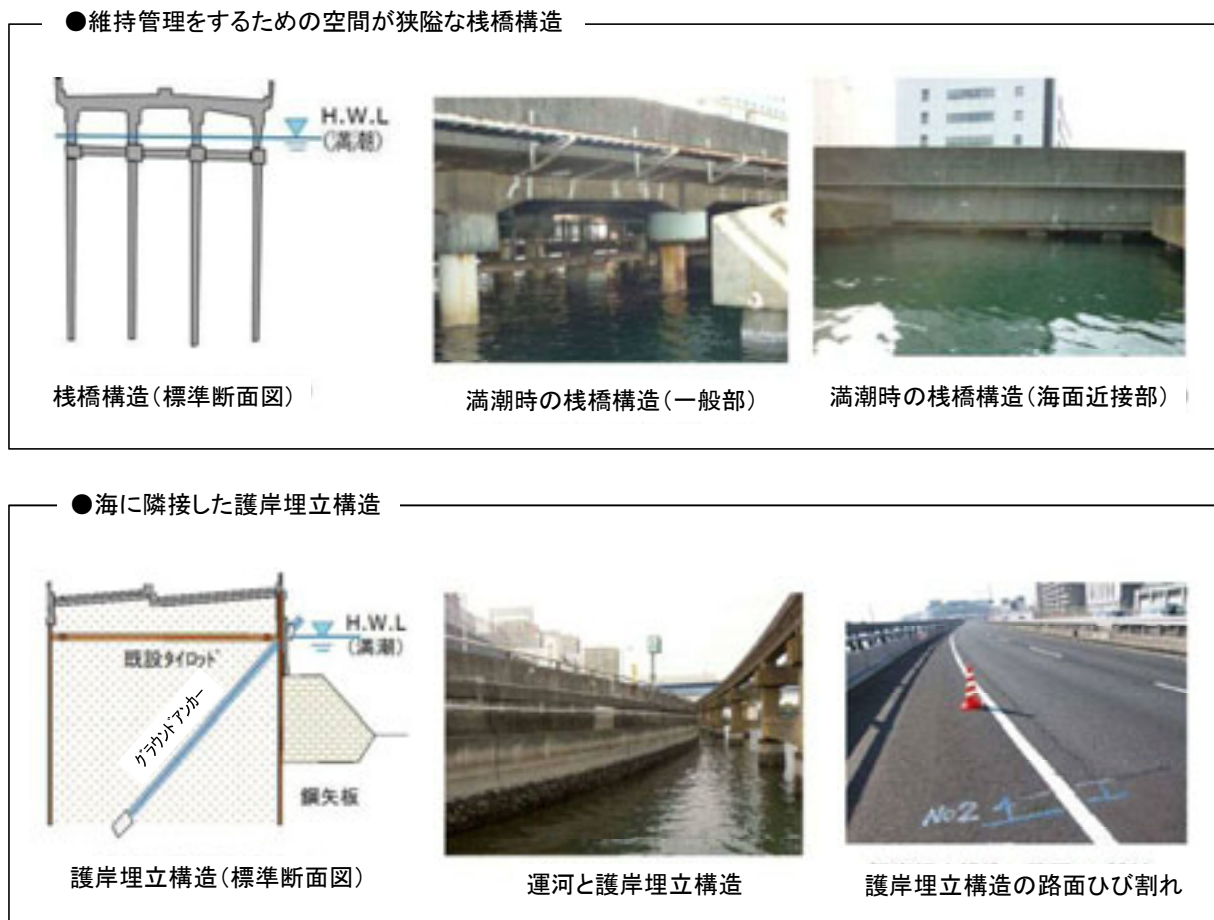 ●維持管理をするための空間が狭隘な桟橋構造
H.W.L
(満潮)
桟橋構造(標準断面図)
満潮時の桟橋構造(一般部)
満潮時の桟橋構造(海面近接部)
●海に隣接した護岸埋立構造
H.W.L
(満潮)
既設タイロッド
グラウンドアンカー
鋼矢板
No2
護岸埋立構造(標準断面図)
運河と護岸埋立構造
護岸埋立構造の路面ひび割れ